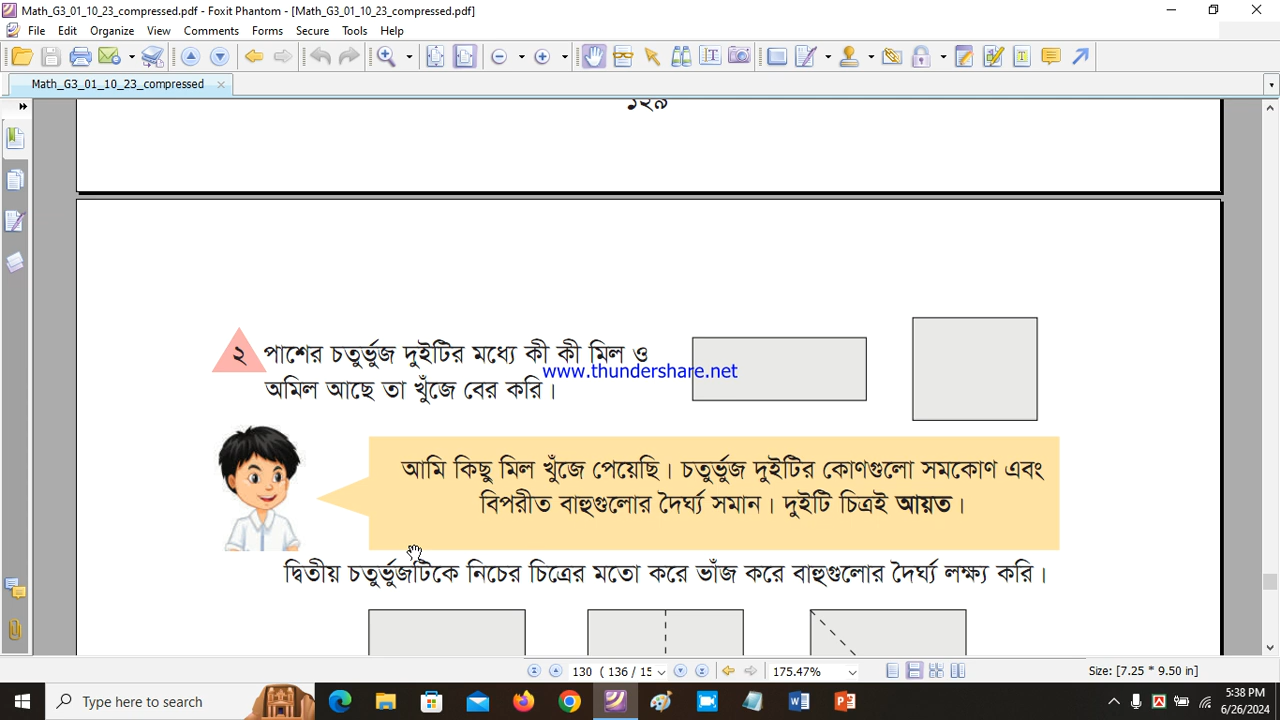 Math_G3_01_10_23_compressed.pdf - Foxit Phantom - [Math_G3_01_10_23_compressed.pdf]
File Edit View Organize Comments Forms Secure Tools Help
Math_G3_01_10_23_compressed
১২৯
২ পাশের চতুর্ভুজ দুইটির মধ্যে কী কী মিল ও
www.thundershare.net
অমিল আছে তা খুঁজে বের করি।
আমি কিছু মিল খুঁজে পেয়েছি। চতুর্ভুজ দুইটির কোণগুলো সমকোণ এবং
বিপরীত বাহুগুলোর দৈর্ঘ্য সমান। দুইটি চিত্রই আয়ত।
দ্বিতীয় চতুর্ভুজটিকে নিচের চিত্রের মতো করে ভাঁজ করে বাহুগুলোর দৈর্ঘ্য লক্ষ্য করি।
130 ( 136 / 15
175.47%
Size: [7.25 * 9.50 in]
Type here to search
5:38 PM
6/26/2024